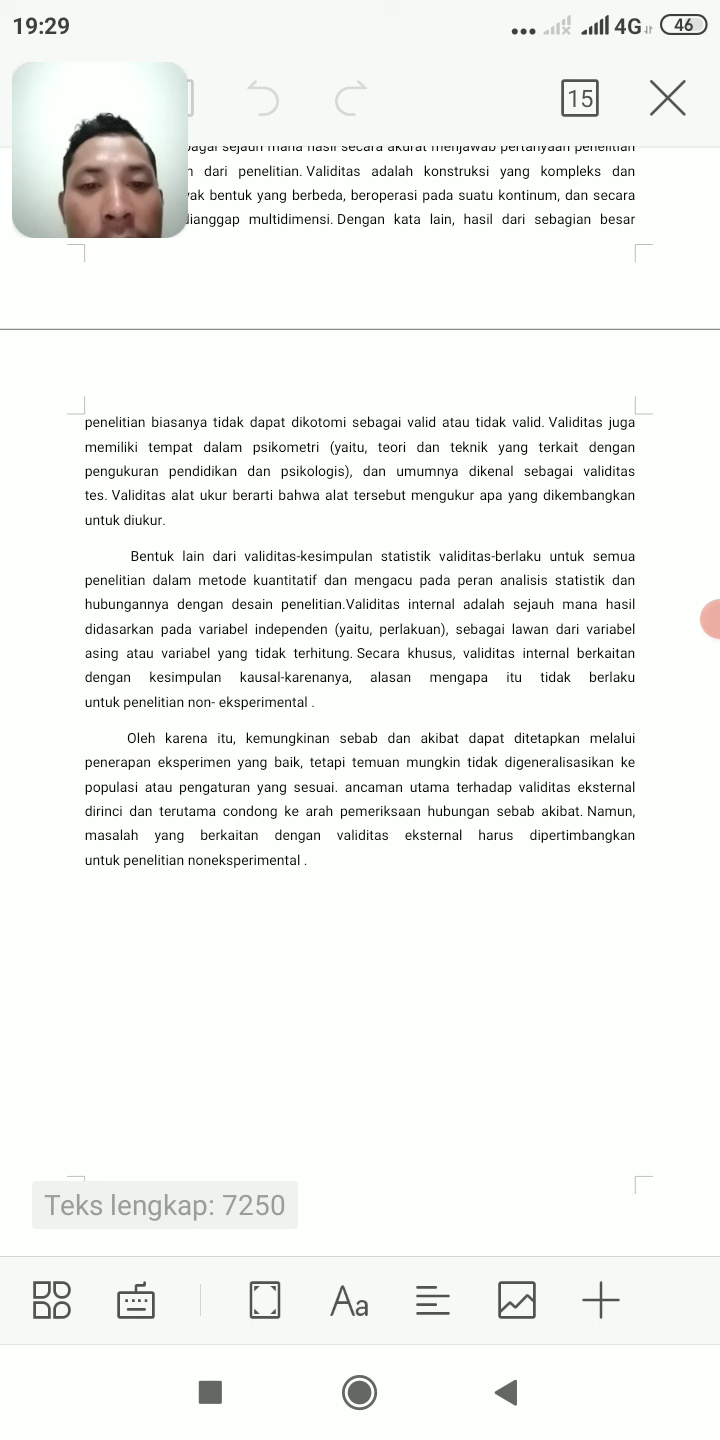 19:29
4G
46
15
sejauh mana hasil secara akurat menjawab pertanyaan penelitian
dari penelitian. Validitas adalah konstruksi yang kompleks dan
bentuk yang berbeda, beroperasi pada suatu kontinum, dan secara
dianggap multidimensi. Dengan kata lain, hasil dari sebagian besar
penelitian biasanya tidak dapat dikotomi sebagai valid atau tidak valid. Validitas juga
memiliki tempat dalam psikometri (yaitu, teori dan teknik yang terkait dengan
pengukuran pendidikan dan psikologis), dan umumnya dikenal sebagai validitas
tes. Validitas alat ukur berarti bahwa alat tersebut mengukur apa yang dikembangkan
untuk diukur.
Bentuk lain dari validitas-kesimpulan statistik validitas-berlaku untuk semua
penelitian dalam metode kuantitatif dan mengacu pada peran analisis statistik dan
hubungannya dengan desain penelitian.Validitas internal adalah sejauh mana hasil
didasarkan pada variabel independen (yaitu, perlakuan), sebagai lawan dari variabel
asing atau variabel yang tidak terhitung. Secara khusus, validitas internal berkaitan
dengan kesimpulan kausal-karenanya, alasan mengapa itu tidak berlaku
untuk penelitian non- eksperimental .
Oleh karena itu, kemungkinan sebab dan akibat dapat ditetapkan melalui
penerapan eksperimen yang baik, tetapi temuan mungkin tidak digeneralisasikan ke
populasi atau pengaturan yang sesuai. ancaman utama terhadap validitas eksternal
dirinci dan terutama condong ke arah pemeriksaan hubungan sebab akibat. Namun,
masalah yang berkaitan dengan validitas eksternal harus dipertimbangkan
untuk penelitian noneksperimental .
Teks lengkap: 7250
Aa